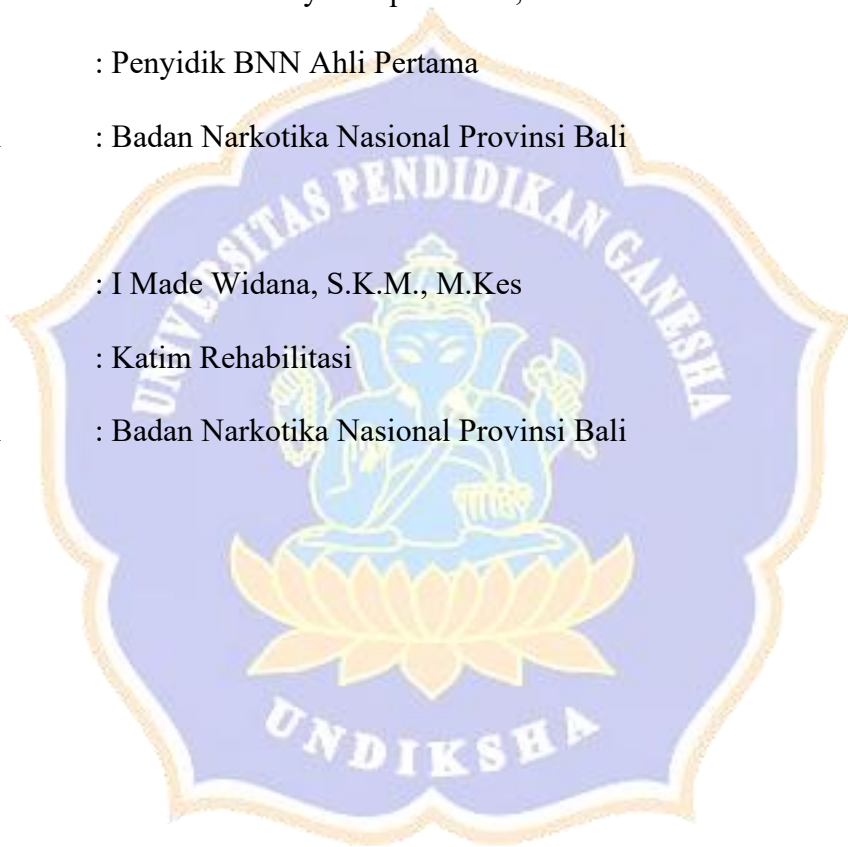 : Penyidik BNN Ahli Pertama
: Badan Narkotika Nasional Provinsi Bali
UNIVERSITAS PENDIDIKAN GANESHA
: I Made Widana, S.K.M., M.Kes
: Katim Rehabilitasi
: Badan Narkotika Nasional Provinsi Bali
UNDIKSHA